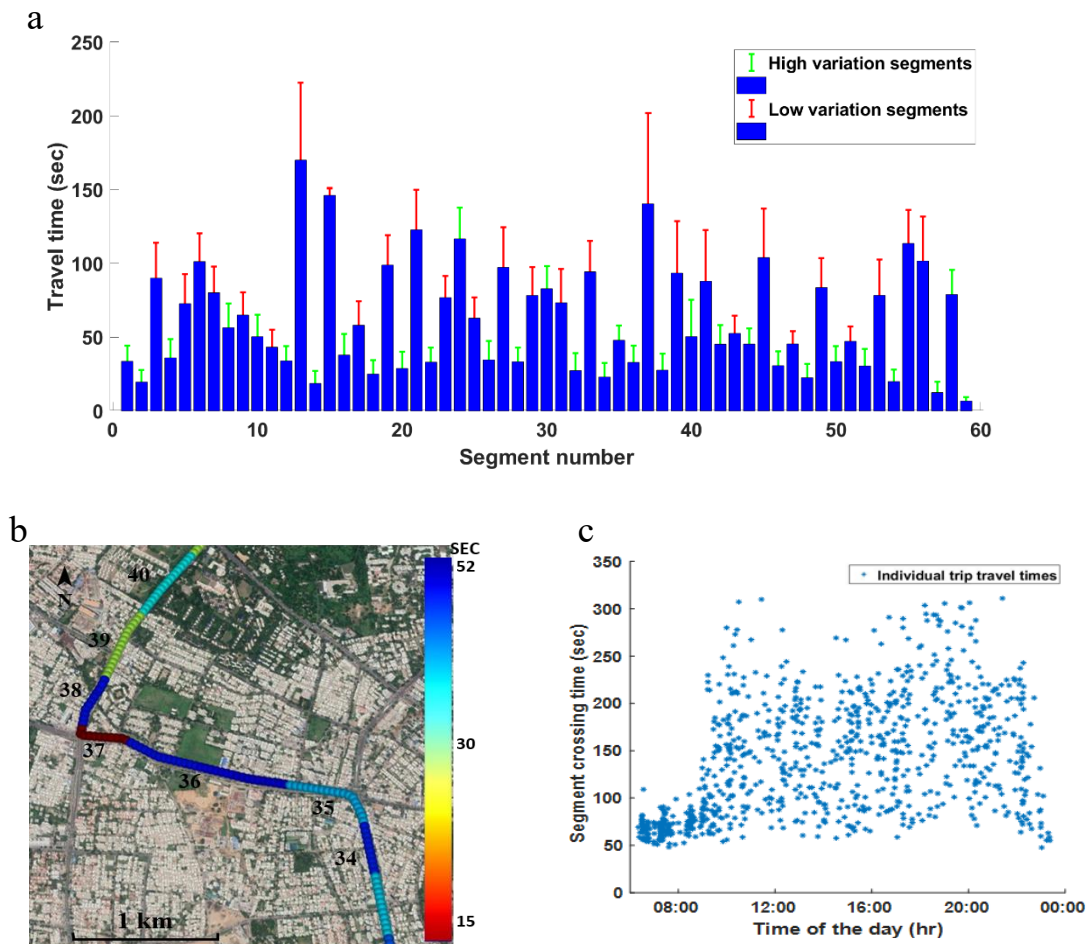 a
250
200
150
100
50
0
Travel time (sec)
High variation segments
Low variation segments
0
10
20
30
40
50
60
Segment number
b
40
N
39
38
37
36
35
34
1 km
SEC
52
30
15
c
350
300
250
200
150
100
50
0
Segment crossing time (sec)
Individual trip travel times
08:00
12:00
16:00
20:00
00:00
Time of the day (hr)